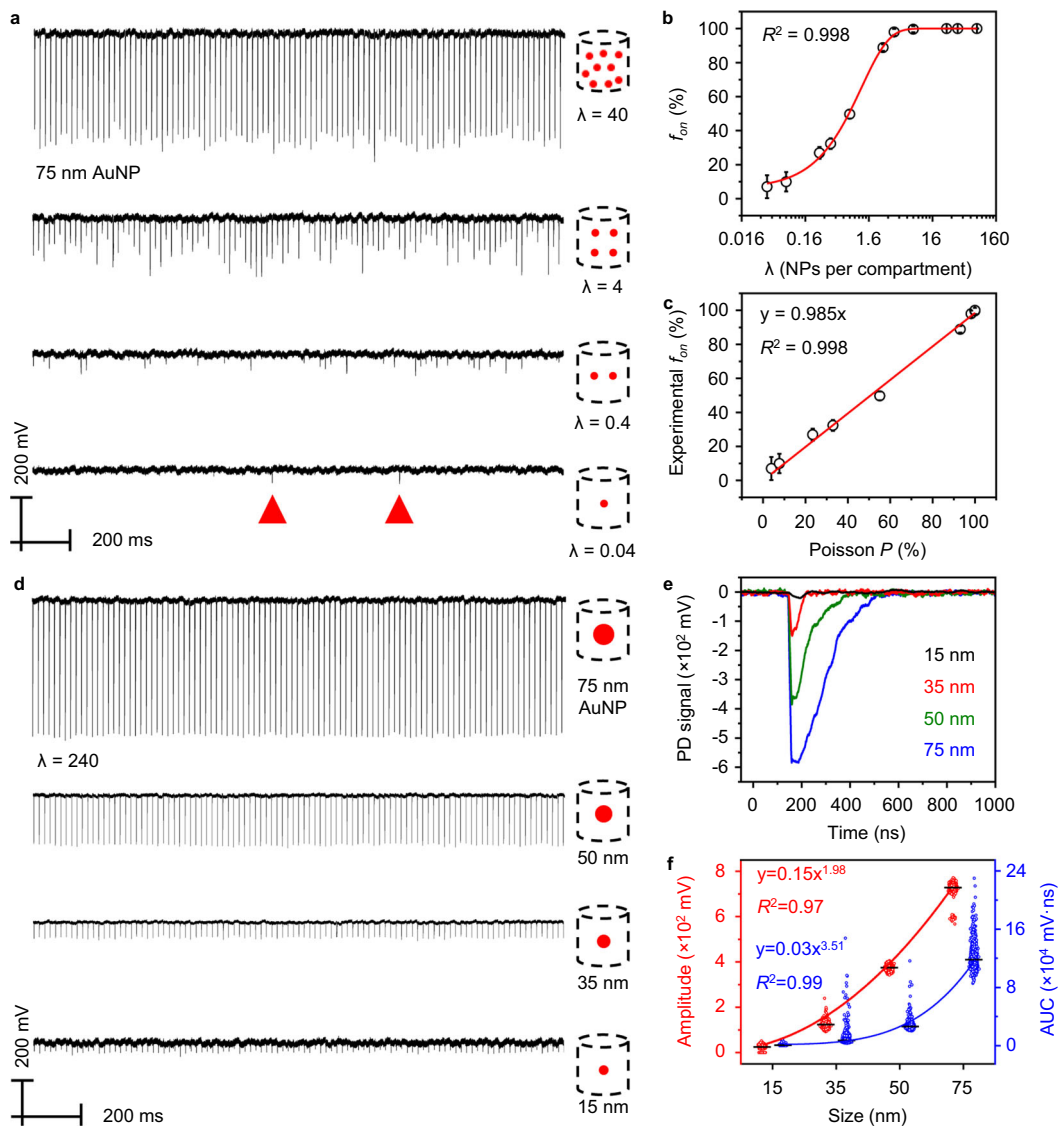 a
75 nm AuNP
λ = 40
λ = 4
λ = 0.4
λ = 0.04
200 mV
200 ms
b
R² = 0.998
f_on (%)
100
80
60
40
20
0
0.016 0.16 1.6 16 160
λ (NPs per compartment)
c
y = 0.985x
R² = 0.998
Experimental f_on (%)
100
80
60
40
20
0
0 20 40 60 80 100
Poisson P (%)
d
λ = 240
75 nm
AuNP
50 nm
35 nm
15 nm
200 mV
200 ms
e
PD signal (×10² mV)
0
-1
-2
-3
-4
-5
-6
15 nm
35 nm
50 nm
75 nm
0 200 400 600 800 1000
Time (ns)
f
y=0.15x¹·⁹⁸
R²=0.97
y=0.03x³·⁵¹
R²=0.99
Amplitude (×10² mV)
8
6
4
2
0
AUC (×10⁴ mV·ns)
24
18
12
6
0
15 35 50 75
Size (nm)